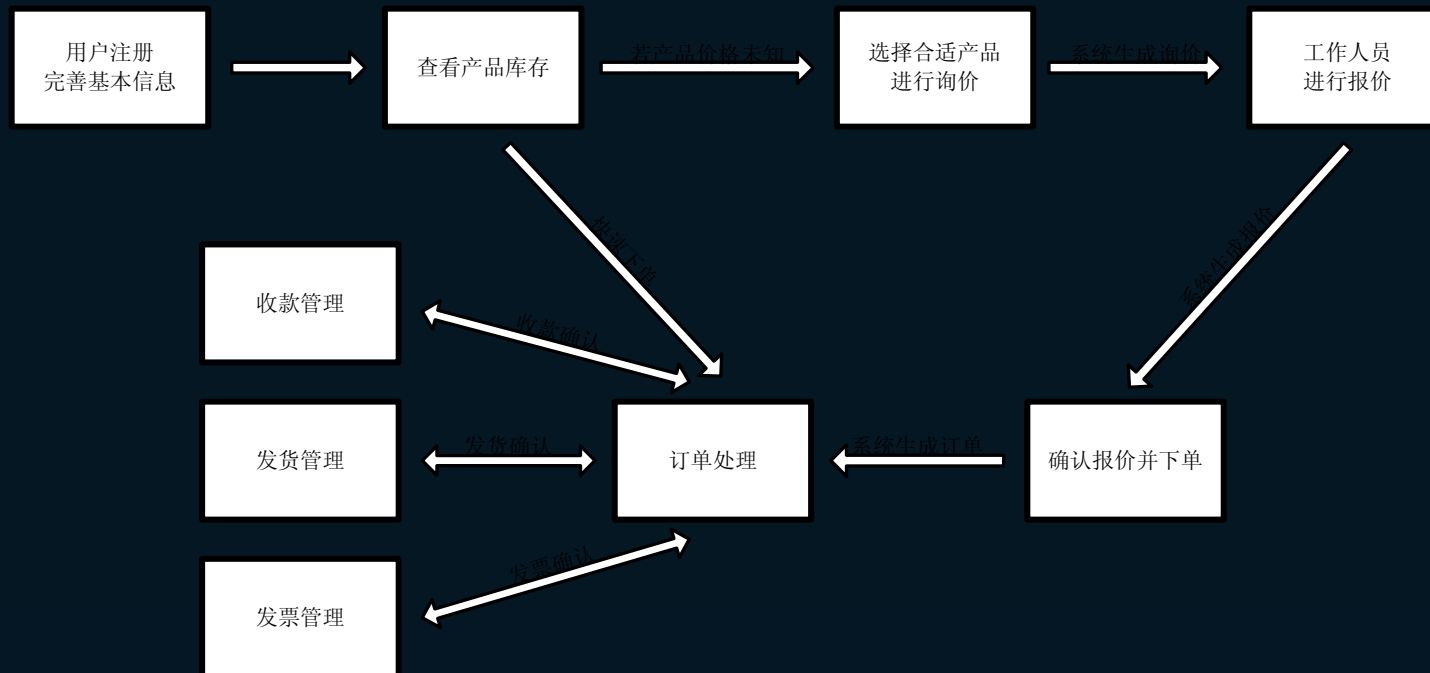 用户注册
完善基本信息
查看产品库存
若产品价格未知
选择合适产品
进行询价
系统生成询价
工作人员
进行报价
快速下单
系统生成报价
收款管理
收款确认
发货管理
发货确认
订单处理
系统生成订单
确认报价并下单
发票确认
发票管理